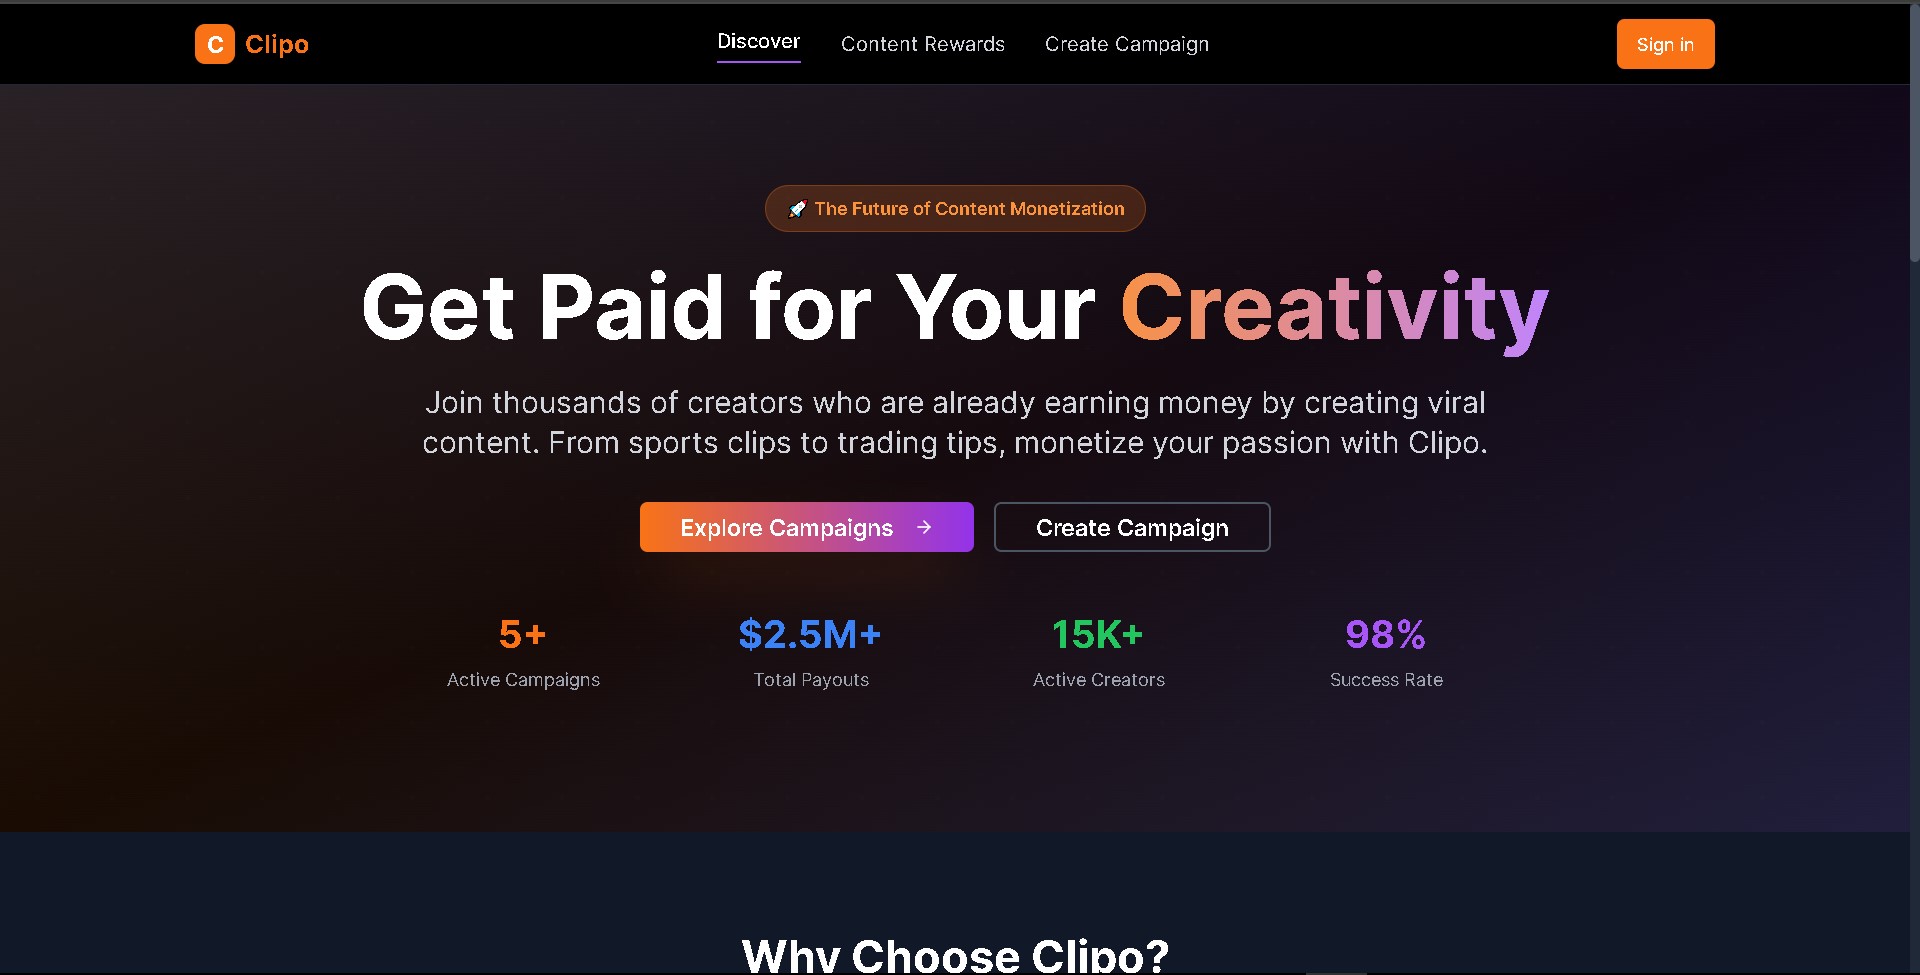 C Clipo
Discover Content Rewards Create Campaign
Sign in
🚀 The Future of Content Monetization
Get Paid for Your Creativity
Join thousands of creators who are already earning money by creating viral
content. From sports clips to trading tips, monetize your passion with Clipo.
Explore Campaigns →
Create Campaign
5+
Active Campaigns
$2.5M+
Total Payouts
15K+
Active Creators
98%
Success Rate
Why Choose Clipo?